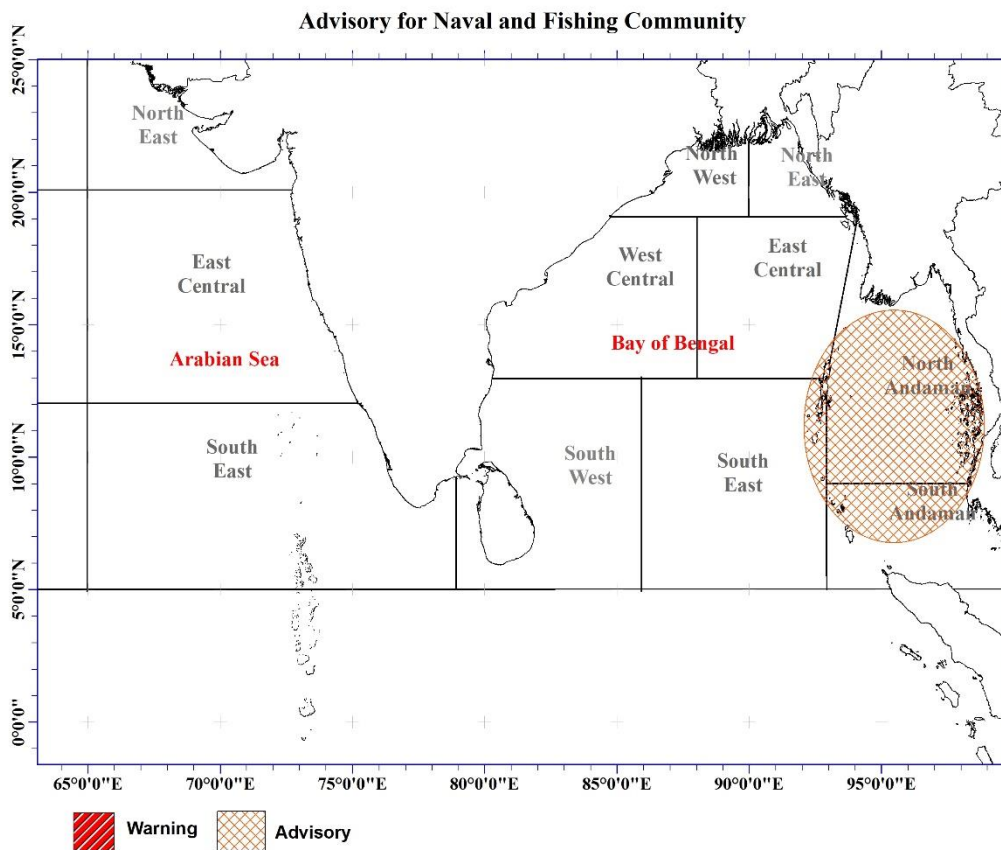 Advisory for Naval and Fishing Community
25°0'0"N
20°0'0"N
15°0'0"N
10°0'0"N
5°0'0"N
0°0'0"
North
East
North
West
North
East
East
Central
West
Central
East
Central
Arabian Sea
Bay of Bengal
North
Andaman
South
East
South
West
South
East
South
Andaman
65°0'0"E
70°0'0"E
75°0'0"E
80°0'0"E
85°0'0"E
90°0'0"E
95°0'0"E
Warning
Advisory